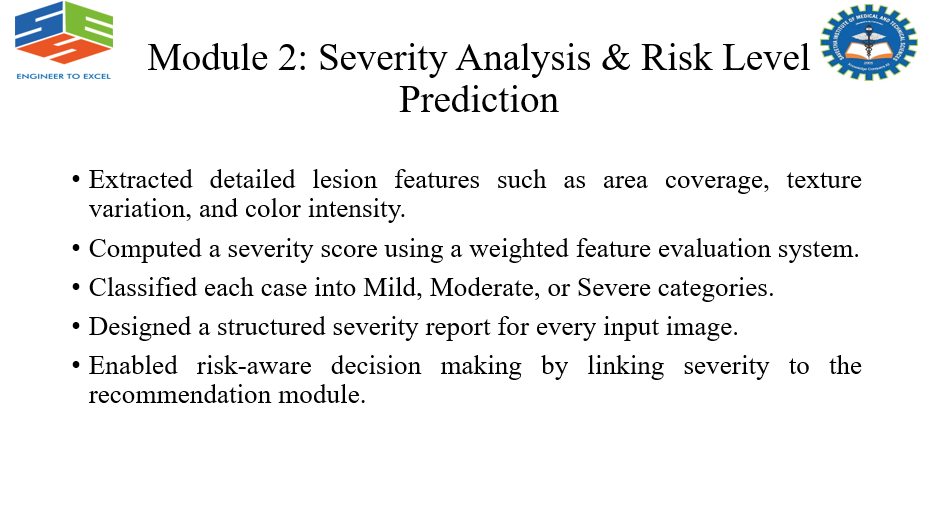 SSES
ENGINEER TO EXCEL
Module 2: Severity Analysis & Risk Level
Prediction
• Extracted detailed lesion features such as area coverage, texture
variation, and color intensity.
• Computed a severity score using a weighted feature evaluation system.
• Classified each case into Mild, Moderate, or Severe categories.
• Designed a structured severity report for every input image.
• Enabled risk-aware decision making by linking severity to the
recommendation module.